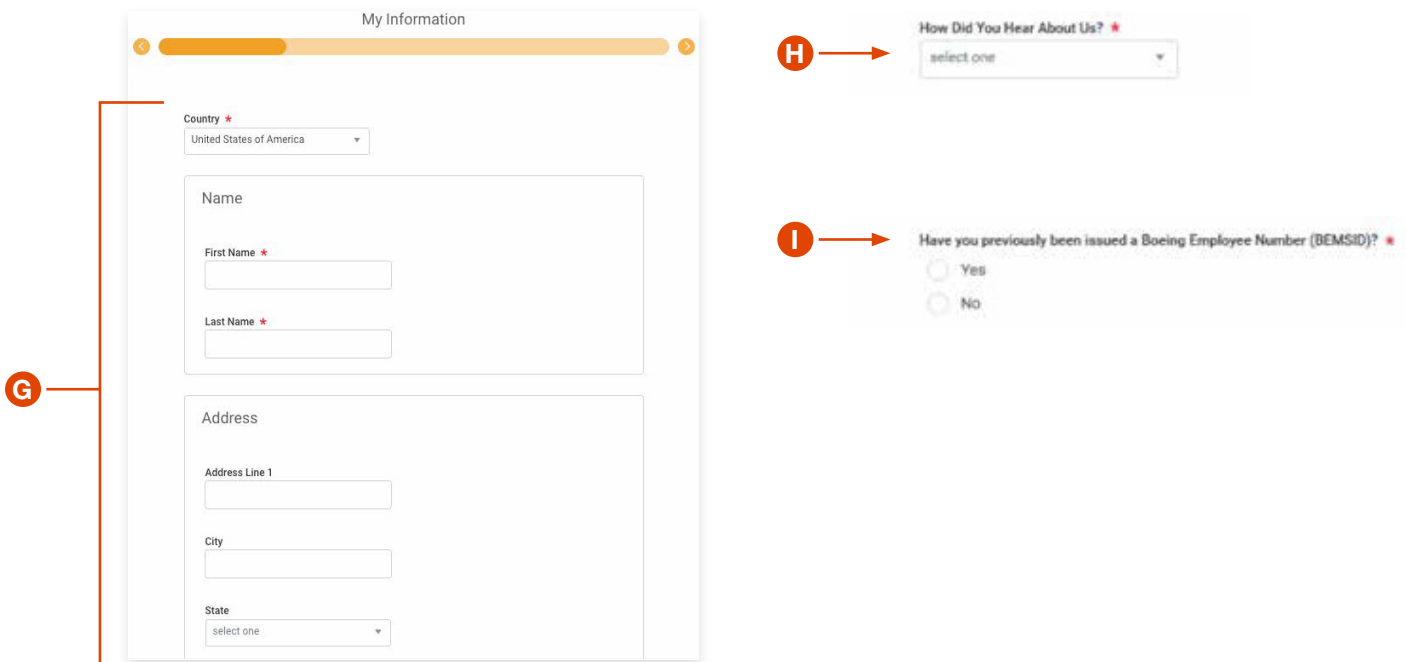 My Information
G
Country *
United States of America
Name
First Name *
Last Name *
Address
Address Line 1
City
State
select one
H
How Did You Hear About Us? *
select one
I
Have you previously been issued a Boeing Employee Number (BEMSID)? *
Yes
No